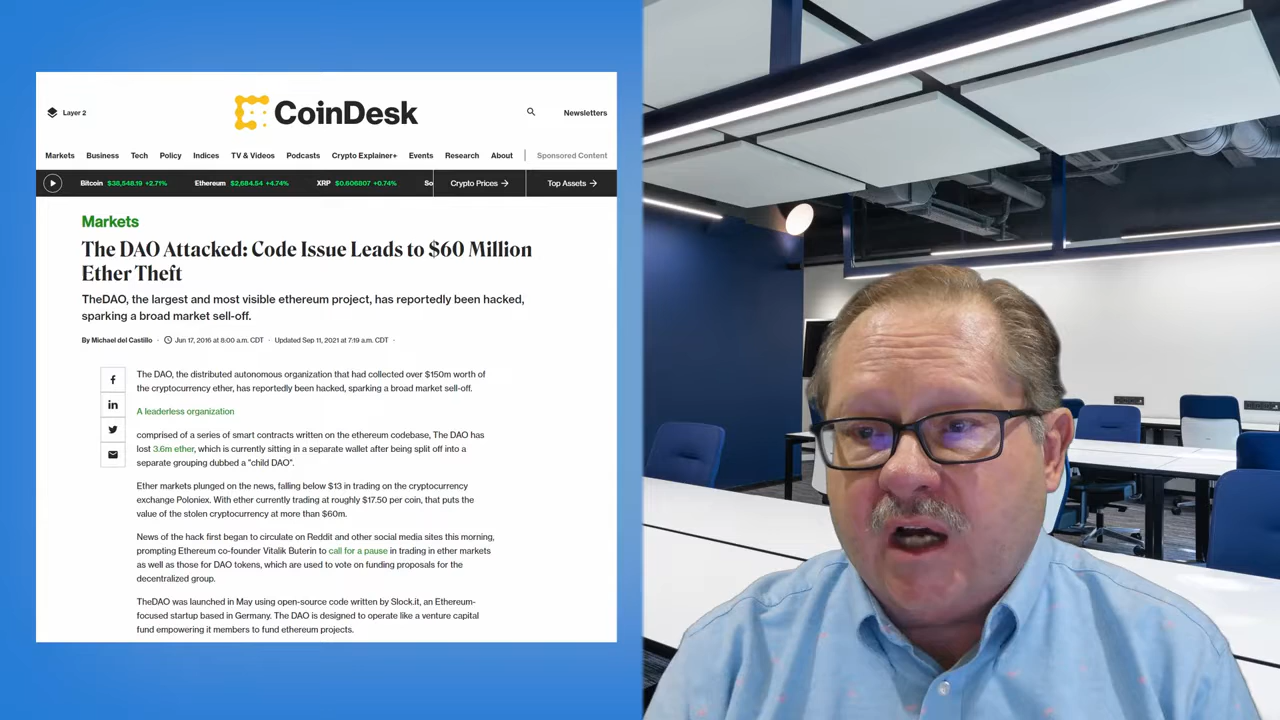 Layer 2
CoinDesk
Newsletters
Markets Business Tech Policy Indices TV & Videos Podcasts Crypto Explainer+ Events Research About Sponsored Content
Bitcoin $38,548.19 +2.71% Ethereum $2,684.54 +4.74% XRP $0.606807 +0.74% So Crypto Prices → Top Assets →
Markets
The DAO Attacked: Code Issue Leads to $60 Million
Ether Theft
TheDAO, the largest and most visible ethereum project, has reportedly been hacked,
sparking a broad market sell-off.
By Michael del Castillo · Jun 17, 2016 at 8:00 a.m. CDT · Updated Sep 11, 2021 at 7:19 a.m. CDT ·
The DAO, the distributed autonomous organization that had collected over $150m worth of
the cryptocurrency ether, has reportedly been hacked, sparking a broad market sell-off.
A leaderless organization
comprised of a series of smart contracts written on the ethereum codebase, The DAO has
lost 3.6m ether, which is currently sitting in a separate wallet after being split off into a
separate grouping dubbed a "child DAO".
Ether markets plunged on the news, falling below $13 in trading on the cryptocurrency
exchange Poloniex. With ether currently trading at roughly $17.50 per coin, that puts the
value of the stolen cryptocurrency at more than $60m.
News of the hack first began to circulate on Reddit and other social media sites this morning,
prompting Ethereum co-founder Vitalik Buterin to call for a pause in trading in ether markets
as well as those for DAO tokens, which are used to vote on funding proposals for the
decentralized group.
TheDAO was launched in May using open-source code written by Slock.it, an Ethereum-
focused startup based in Germany. The DAO is designed to operate like a venture capital
fund empowering it members to fund ethereum projects.